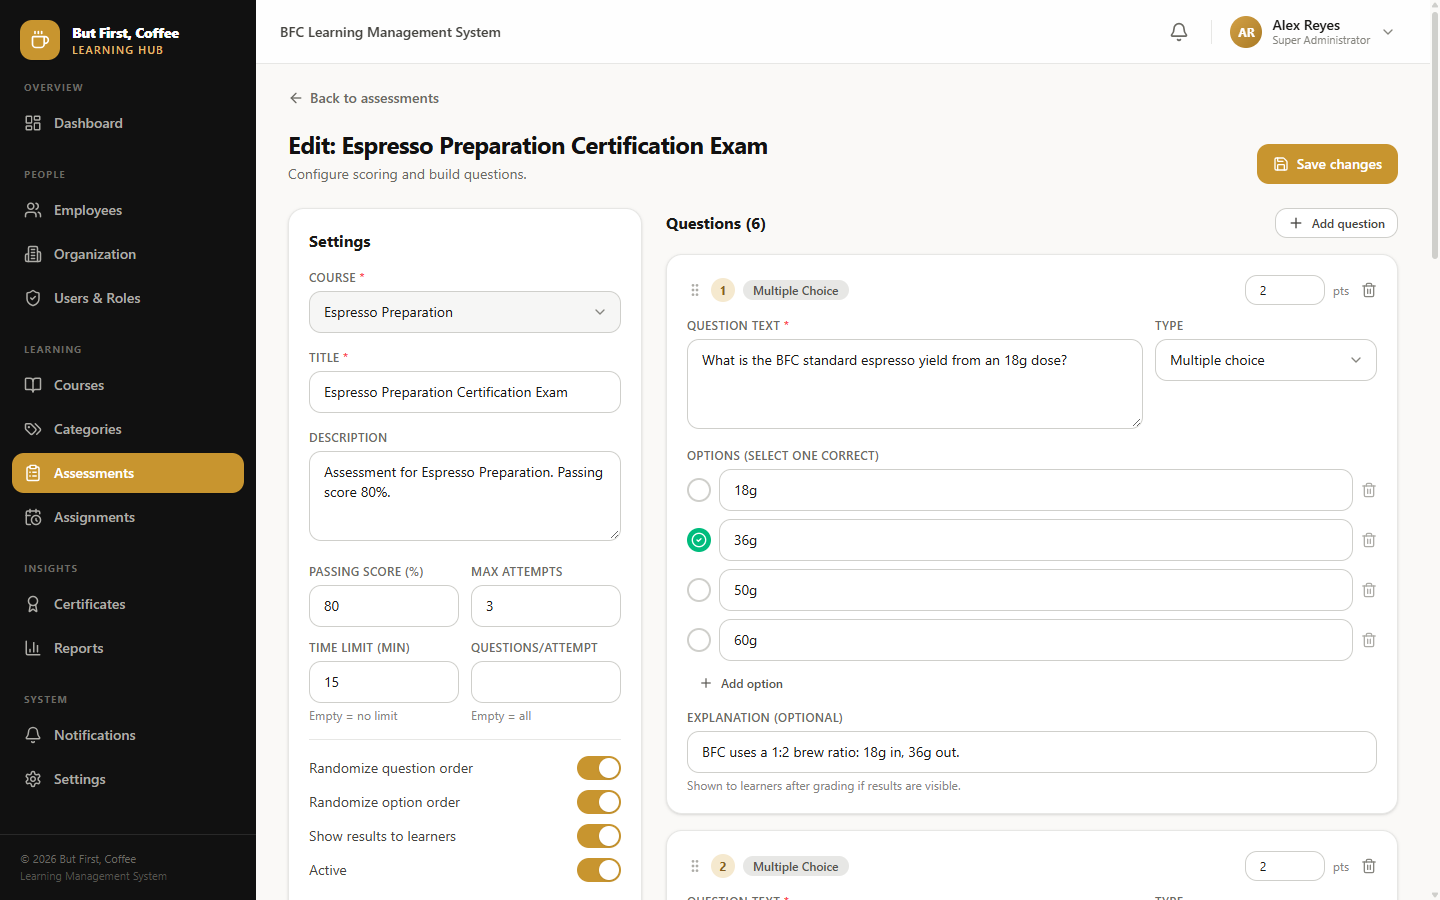 But First, Coffee
LEARNING HUB
OVERVIEW
Dashboard
PEOPLE
Employees
Organization
Users & Roles
LEARNING
Courses
Categories
Assessments
Assignments
INSIGHTS
Certificates
Reports
SYSTEM
Notifications
Settings
© 2026 But First, Coffee
Learning Management System
BFC Learning Management System
AR
Alex Reyes
Super Administrator
Back to assessments
Edit: Espresso Preparation Certification Exam
Configure scoring and build questions.
Save changes
Settings
COURSE *
Espresso Preparation
TITLE *
Espresso Preparation Certification Exam
DESCRIPTION
Assessment for Espresso Preparation. Passing
score 80%.
PASSING SCORE (%)
MAX ATTEMPTS
80
3
TIME LIMIT (MIN)
QUESTIONS/ATTEMPT
15
Empty = no limit
Empty = all
Randomize question order
Randomize option order
Show results to learners
Active
Questions (6)
Add question
1 Multiple Choice
2 pts
QUESTION TEXT *
TYPE
What is the BFC standard espresso yield from an 18g dose?
Multiple choice
OPTIONS (SELECT ONE CORRECT)
18g
36g
50g
60g
Add option
EXPLANATION (OPTIONAL)
BFC uses a 1:2 brew ratio: 18g in, 36g out.
Shown to learners after grading if results are visible.
2 Multiple Choice
2 pts
QUESTION TEXT *
TYPE